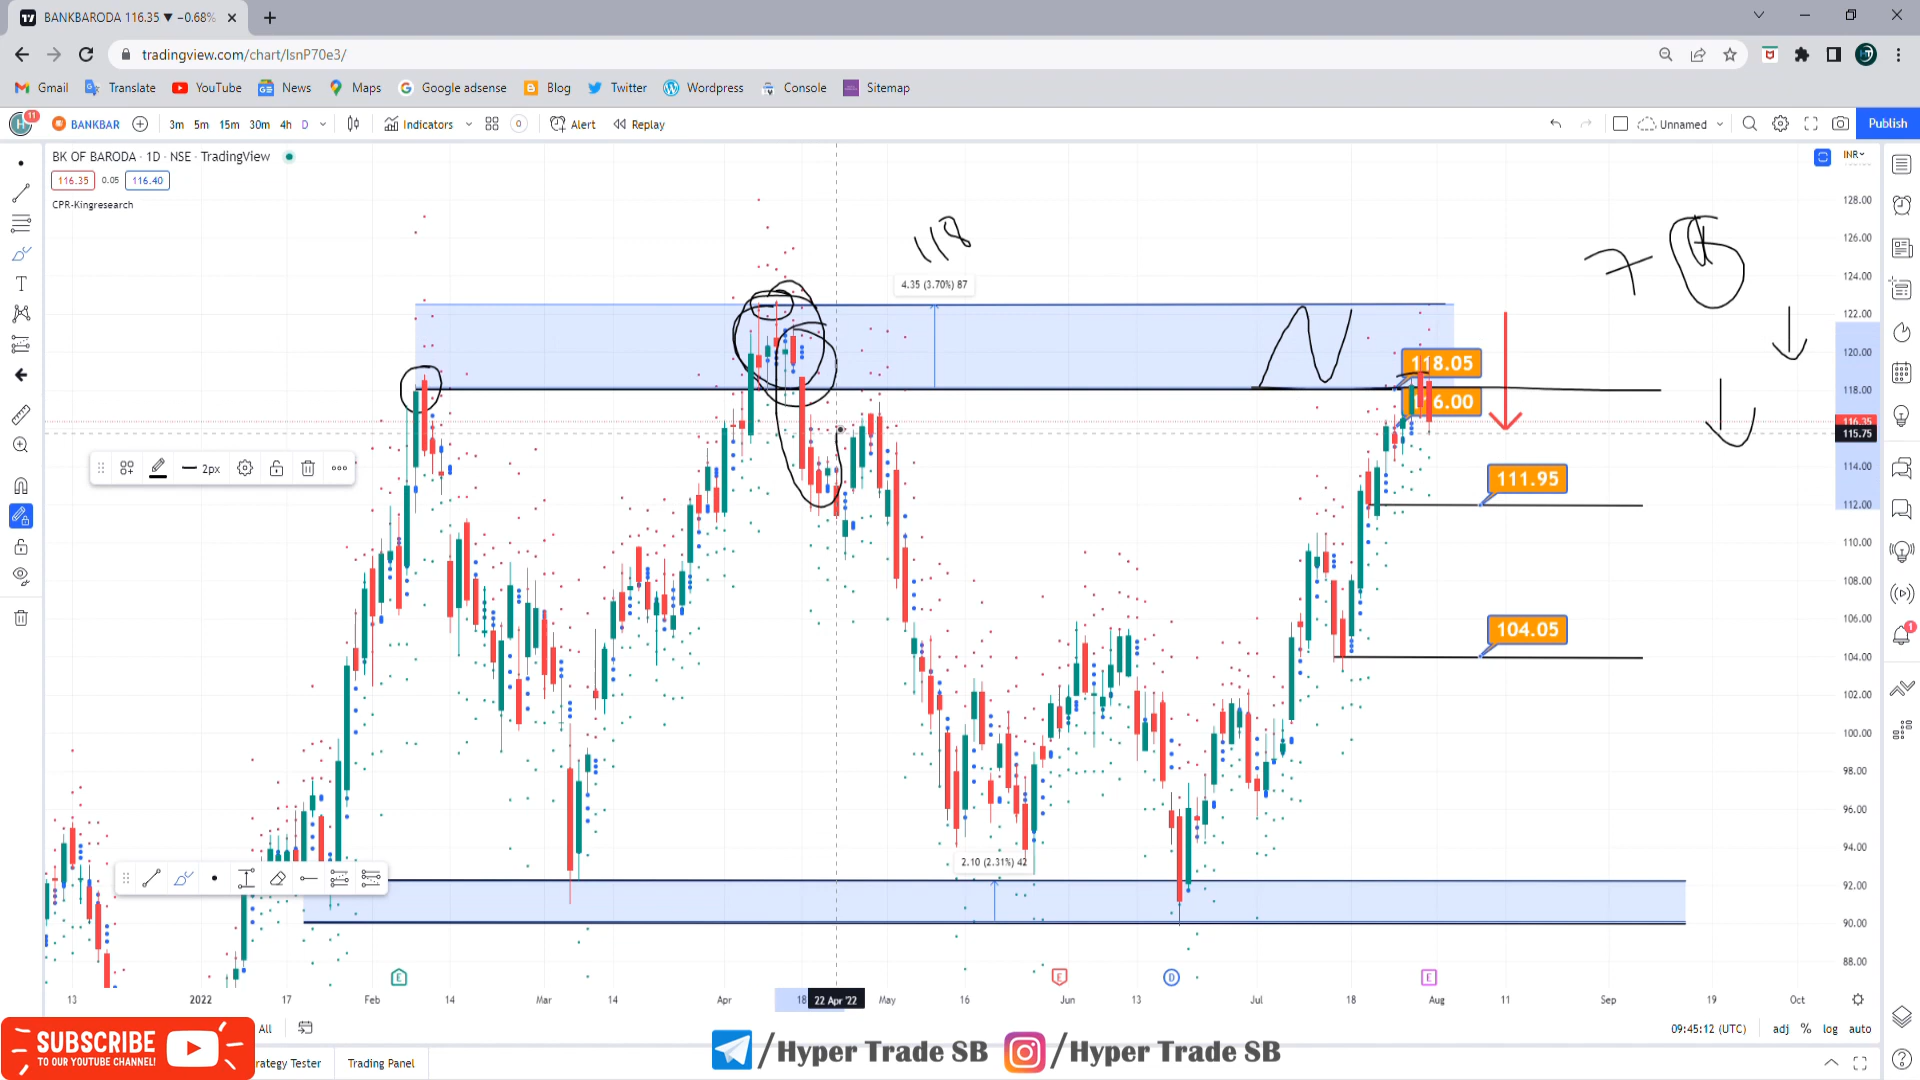 BANKBARODA 116.35 ▼ −0.68%
tradingview.com/chart/lsnP70e3/
Gmail Translate YouTube News Maps Google adsense Blog Twitter Wordpress Console Sitemap
11
BANKBAR 3m 5m 15m 30m 4h D Indicators Alert Replay Unnamed Publish
BK OF BARODA · 1D · NSE · TradingView
INR
116.35 0.05 116.40
CPR-Kingresearch
128.00
126.00
124.00
122.00
120.00
118.00
116.35
115.75
114.00
112.00
110.00
108.00
106.00
104.00
102.00
100.00
98.00
96.00
94.00
92.00
90.00
88.00
118
4.35 (3.70%) 87
118.05
2px
111.95
104.05
2.10 (2.31%) 42
E E D E
13 2022 17 Feb 14 Mar 14 Apr 18 22 Apr '22 May 16 Jun 13 Jul 18 Aug 11 Sep 19 Oct
All
09:45:12 (UTC) adj % log auto
SUBSCRIBE
TO OUR YOUTUBE CHANNEL!
/Hyper Trade SB /Hyper Trade SB
Trading Panel